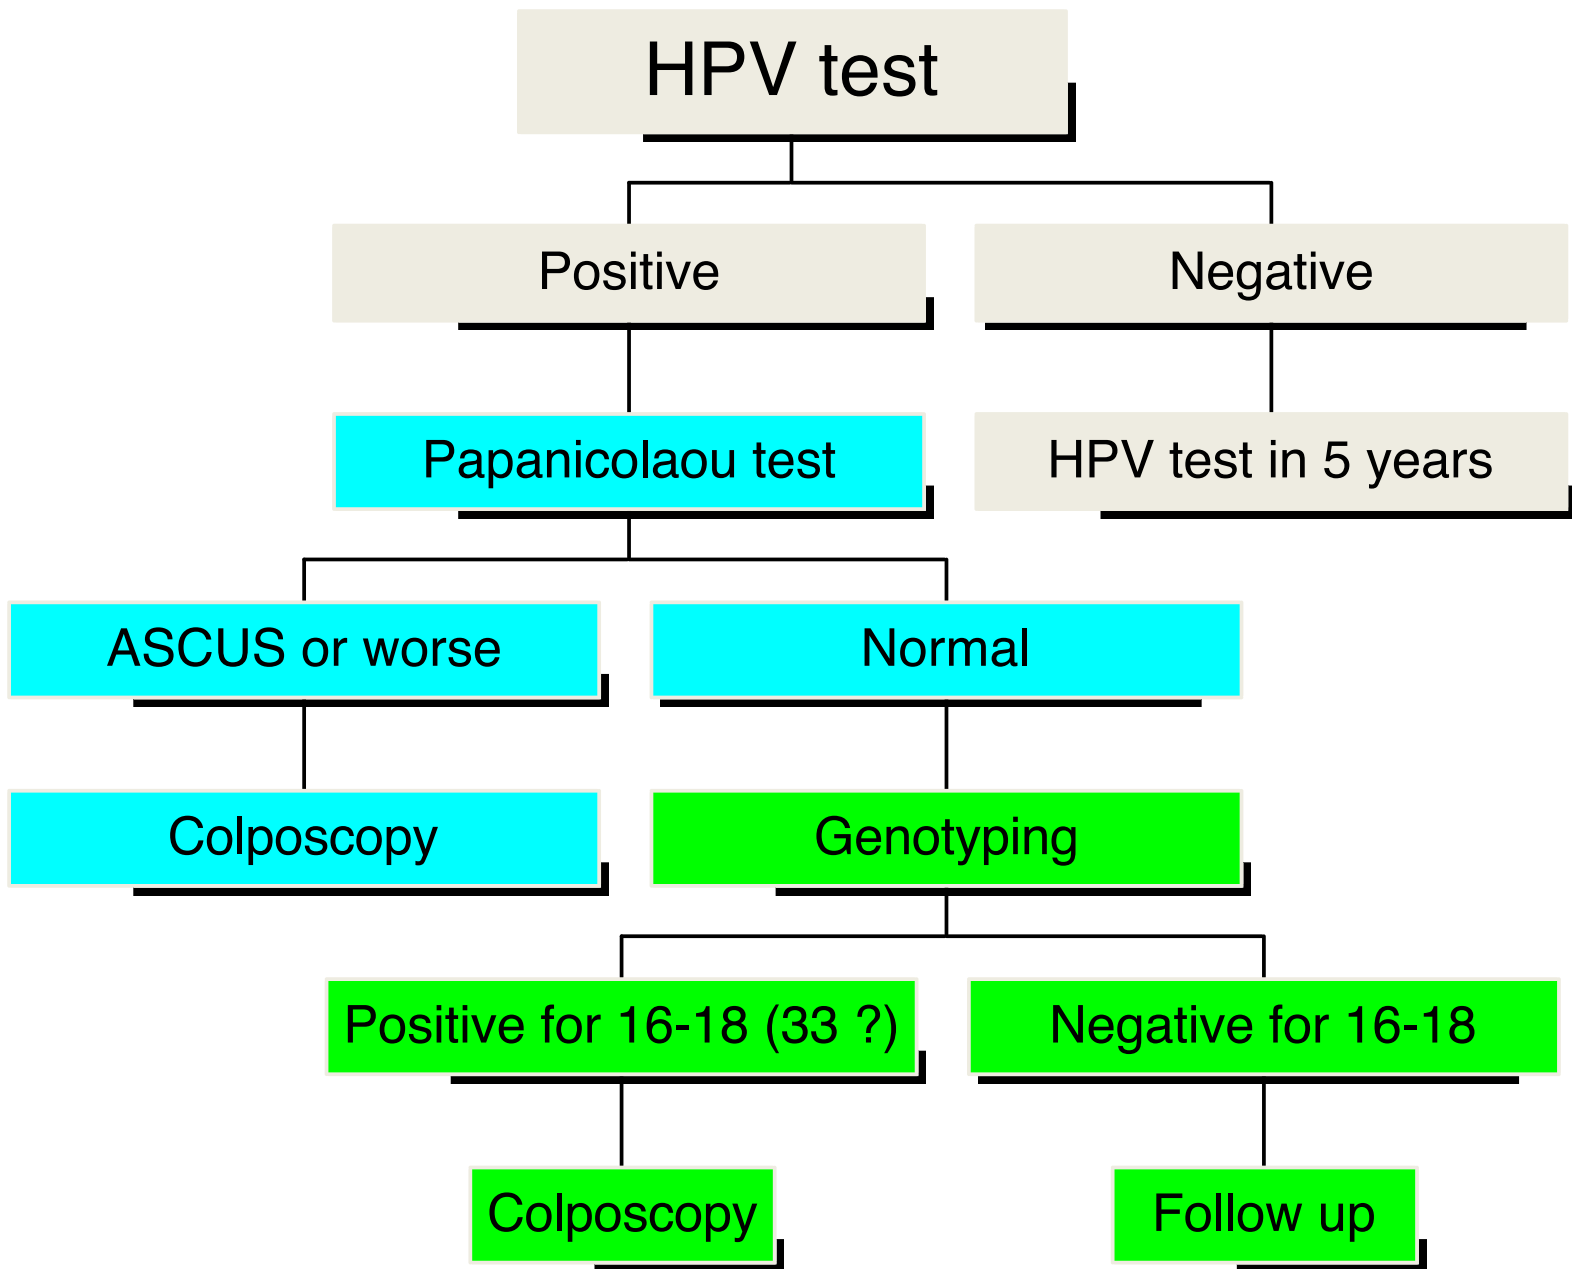 HPV test
Positive
Negative
Papanicolaou test
HPV test in 5 years
ASCUS or worse
Normal
Colposcopy
Genotyping
Positive for 16-18 (33 ?)
Negative for 16-18
Colposcopy
Follow up